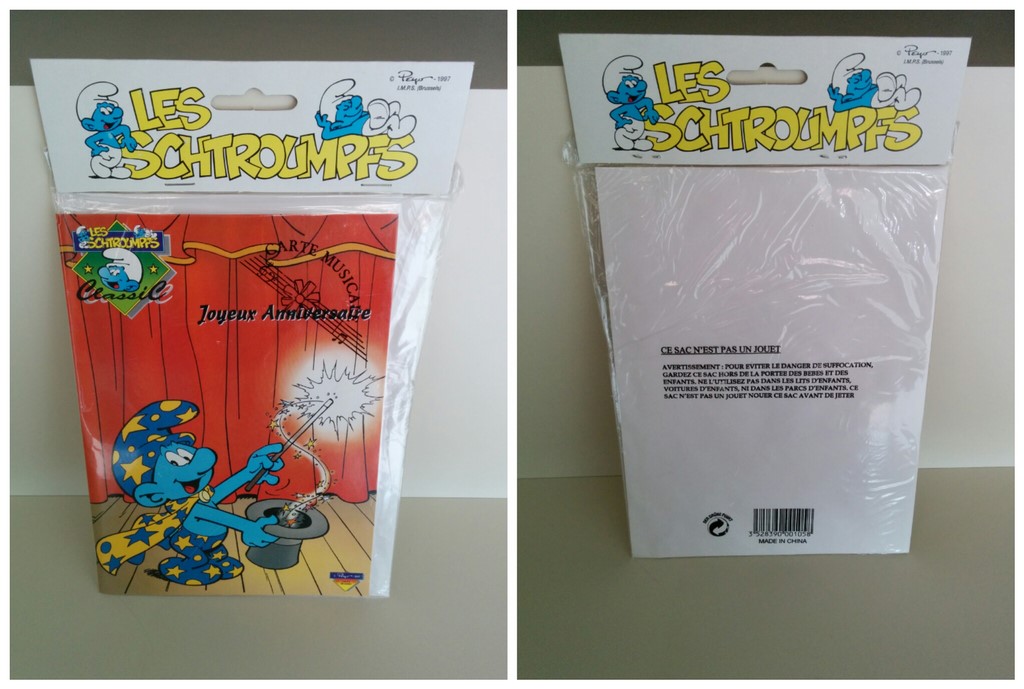 © Peyo - 1997
I.M.P.S. (Brussels)
LES
SCHTROUMPFS
LES
SCHTROUMPFS
ClassiC
CARTE MUSICALE
Joyeux Anniversaire
© Peyo - 1997
I.M.P.S. (Brussels)
LES
SCHTROUMPFS
CE SAC N'EST PAS UN JOUET
AVERTISSEMENT : POUR EVITER LE DANGER DE SUFFOCATION,
GARDEZ CE SAC HORS DE LA PORTEE DES BEBES ET DES
ENFANTS. NE L'UTILISEZ PAS DANS LES LITS D'ENFANTS,
VOITURES D'ENFANTS, NI DANS LES PARCS D'ENFANTS. CE
SAC N'EST PAS UN JOUET NOUER CE SAC AVANT DE JETER
3 528390 001058
MADE IN CHINA